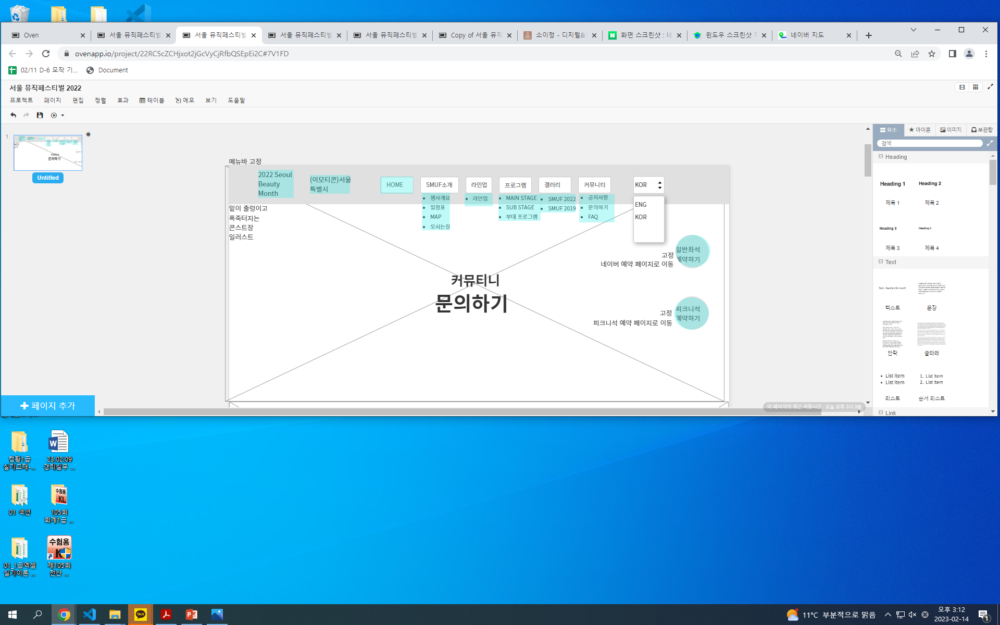 Oven
서울 뮤직페스티벌
서울 뮤직페스티벌
서울 뮤직페스티벌
서울 뮤직페스티벌
Copy of 서울 뮤직
소이정 - 디지털&
화면 스크린샷 : 네
윈도우 스크린샷
네이버 지도
ovenapp.io/project/22RC5cZCHjxot2jGcVyCjRfbQSEpEi2C#7V1FD
02/11 D-6 모작 기...
Document
서울 뮤직페스티벌 2022
프로젝트
페이지
편집
정렬
효과
테이블
메모
보기
도움말
1.
Untitled
페이지 추가
메뉴바 고정
2022 Seoul
Beauty
Month
(이모티콘)서울
특별시
HOME
SMUF소개
라인업
프로그램
갤러리
커뮤니티
KOR
행사개요
일정표
MAP
오시는길
라인업
MAIN STAGE
SUB STAGE
부대 프로그램
SMUF 2022
SMUF 2019
공지사항
문의하기
FAQ
ENG
KOR
밑이 출렁이고
폭죽터지는
콘스트장
일러스트
커뮤티니
문의하기
일반좌석
예약하기
고정
네이버 예약 페이지로 이동
피크니석
예약하기
고정
피크니석 예약 페이지로 이동
이 페이지의 최근 저장시간 : 오늘 오후 3시 3분
요소
아이콘
이미지
보관함
검색
Heading
Heading 1
Heading 2
제목 1
제목 2
Heading 3
Heading 4
제목 3
제목 4
Text
Text - Double click to edit
텍스트
문장
단락
글타래
List item
List item
1. List item
2. List item
리스트
순서 리스트
Link
컴활1급
실기교재-...
23.02.09
경리실무 ...
01 섹션
수험용
KL
105회
회계1급 ...
01_1급엑셀
실기이론 ...
수험용
K
제105회
전산 ...
TALK
11°C 부분적으로 맑음
오후 3:12
2023-02-14
1